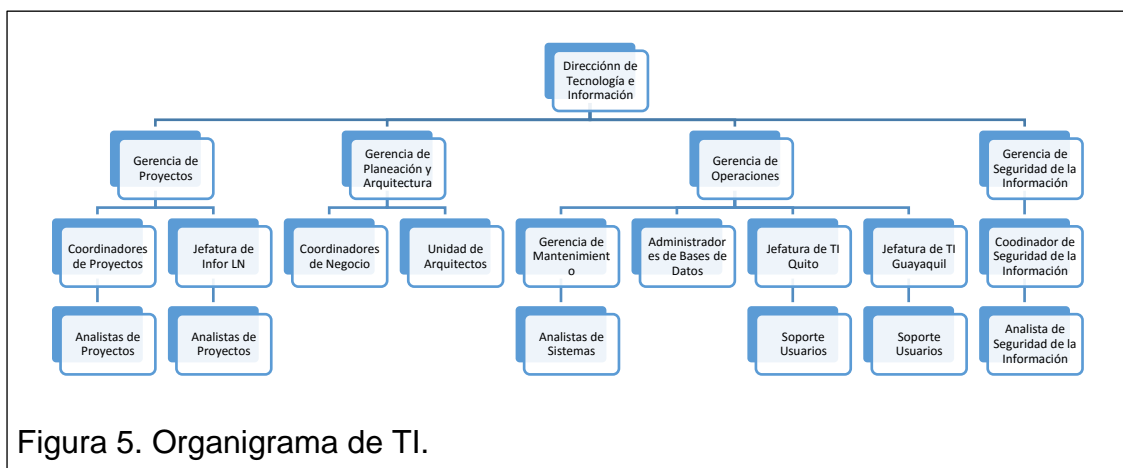 Direcciónn de
Tecnología e
Información
Gerencia de
Proyectos
Gerencia de
Planeación y
Arquitectura
Gerencia de
Operaciones
Gerencia de
Seguridad de la
Información
Coordinadores
de Proyectos
Jefatura de
Infor LN
Coordinadores
de Negocio
Unidad de
Arquitectos
Gerencia de
Mantenimient
o
Administrador
es de Bases de
Datos
Jefatura de TI
Quito
Jefatura de TI
Guayaquil
Coodinador de
Seguridad de la
Información
Analistas de
Proyectos
Analistas de
Proyectos
Analistas de
Sistemas
Soporte
Usuarios
Soporte
Usuarios
Analista de
Seguridad de la
Información
Figura 5. Organigrama de TI.